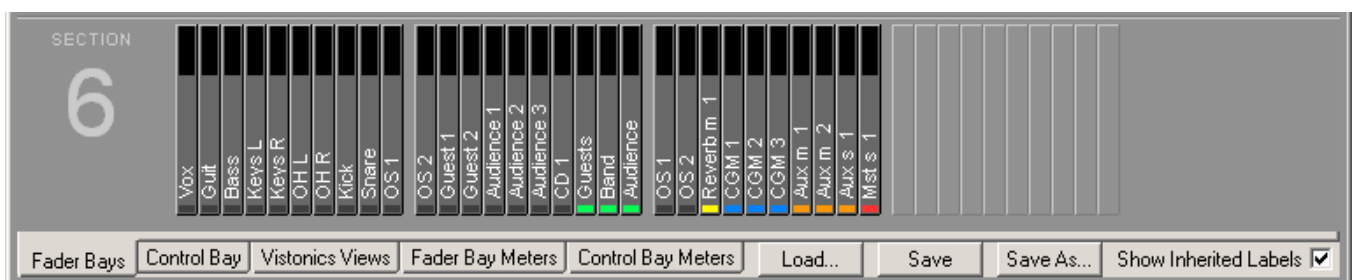 SECTION
6
Vox
Guit
Bass
Keys L
Keys R
OH L
OH R
Kick
Snare
OS 1
OS 2
Guest 1
Guest 2
Audience 1
Audience 2
Audience 3
CD 1
Guests
Band
Audience
OS 1
OS 2
Reverb m 1
CGM 1
CGM 2
CGM 3
Aux m 1
Aux m 2
Aux s 1
Mst s 1
Fader Bays Control Bay Vistonics Views Fader Bay Meters Control Bay Meters Load... Save Save As... Show Inherited Labels